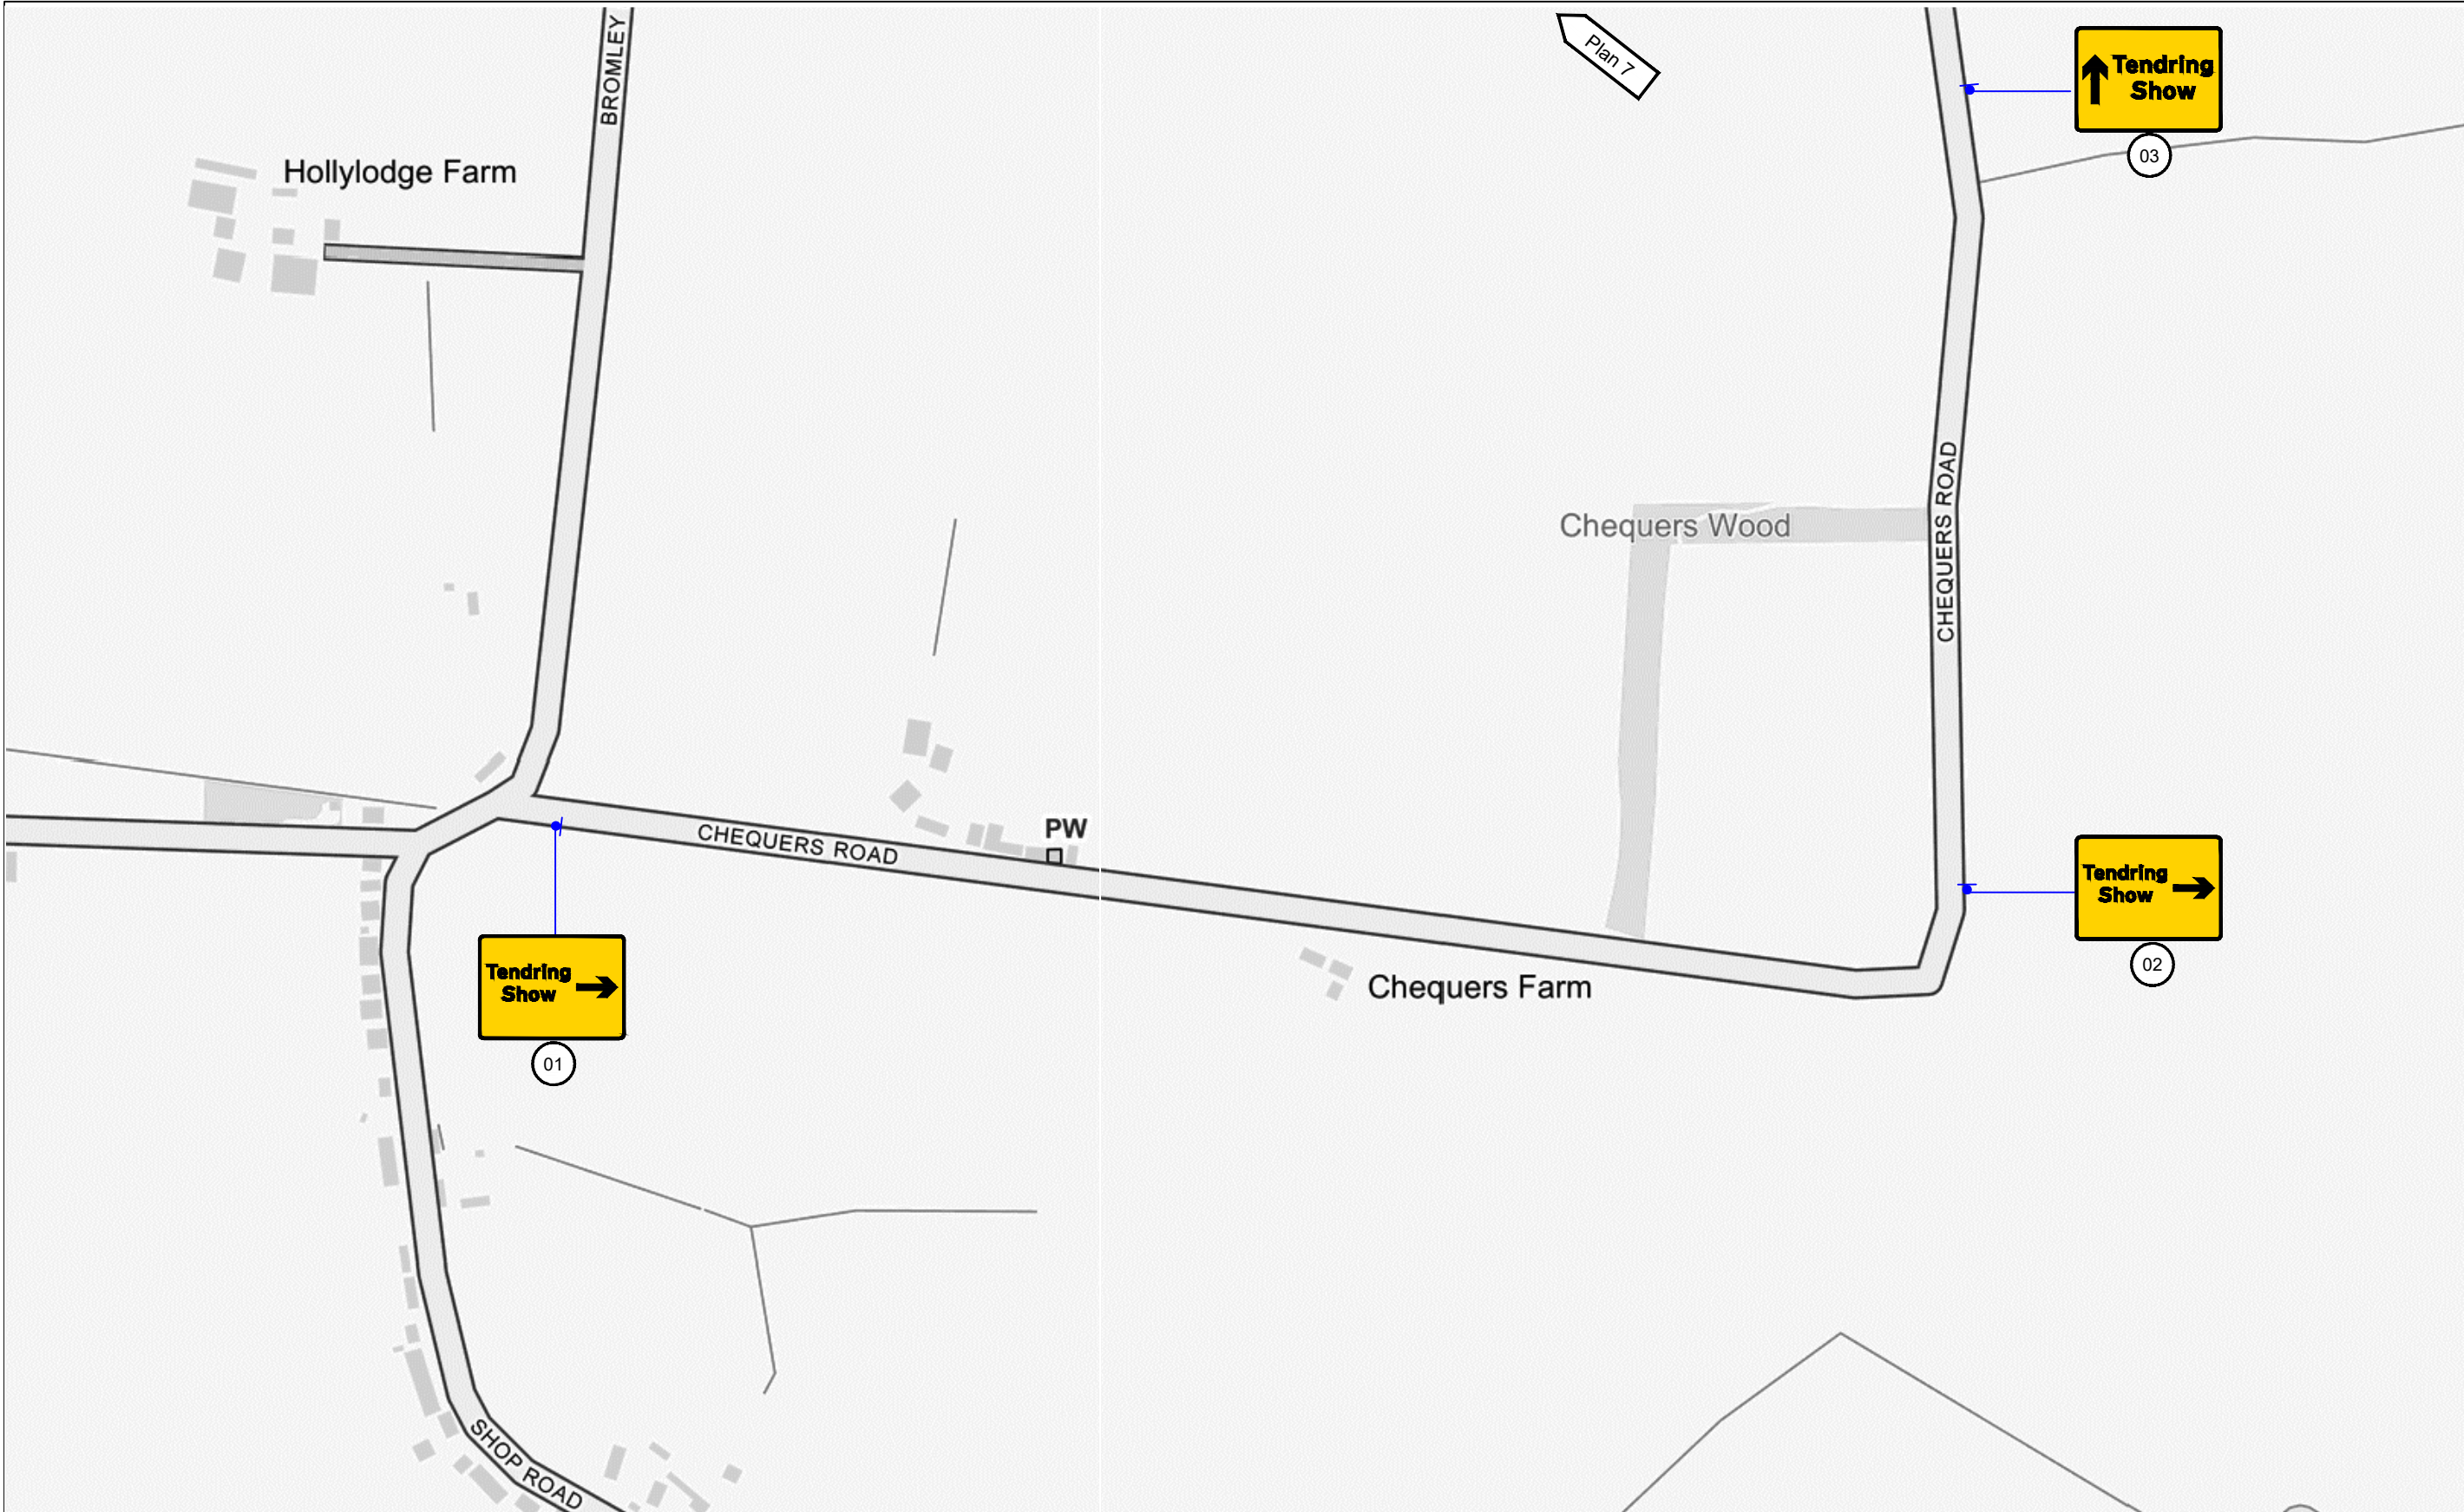 BROMLEY
Plan 7
Tendring
Show
03
Hollylodge Farm
CHEQUERS ROAD
Chequers Wood
PW
CHEQUERS ROAD
Tendring
Show
02
Tendring
Show
01
Chequers Farm
SHOP ROAD